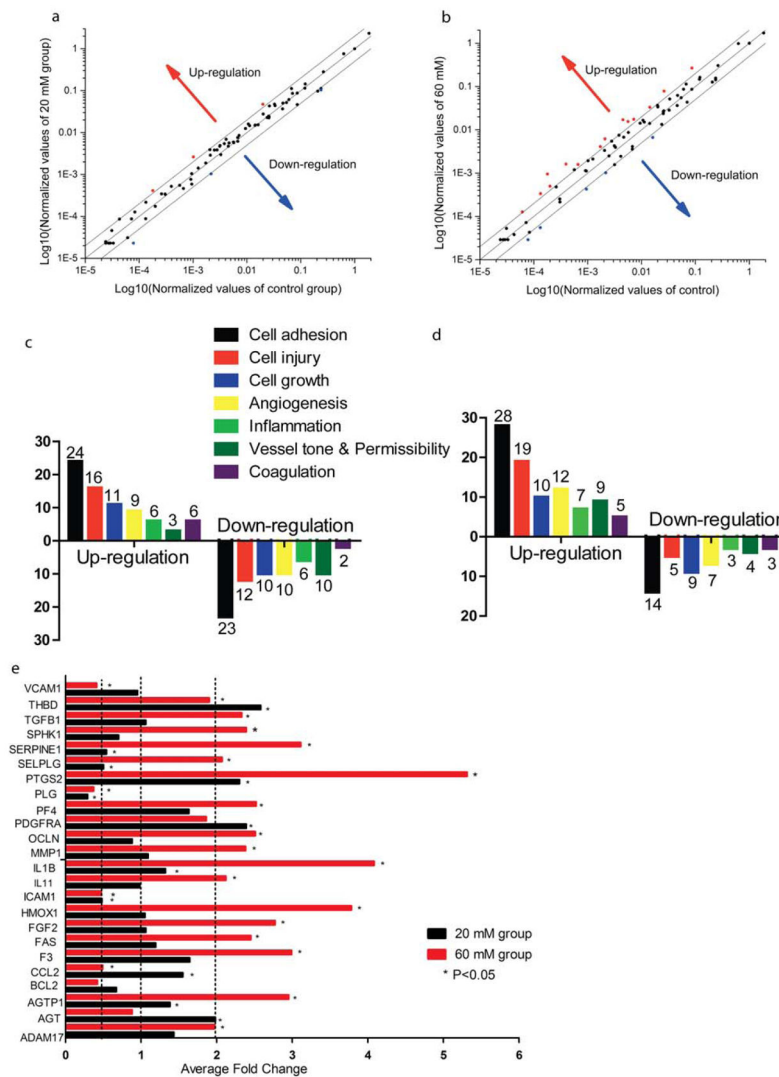 a
Log10(Normalized values of 20 mM group)
1
0.1
0.01
1E-3
1E-4
1E-5
Up-regulation
Down-regulation
1E-5 1E-4 1E-3 0.01 0.1 1
Log10(Normalized values of control group)
b
Log10(Normalized values of 60 mM)
1
0.1
0.01
1E-3
1E-4
1E-5
Up-regulation
Down-regulation
1E-5 1E-4 1E-3 0.01 0.1 1
Log10(Normalized values of control)
c
Cell adhesion
Cell injury
Cell growth
Angiogenesis
Inflammation
Vessel tone & Permissibility
Coagulation
30
20
10
0
10
20
30
24 16 11 9 6 3 6
Up-regulation
Down-regulation
23 12 10 10 6 10 2
d
30
20
10
0
10
20
28 19 10 12 7 9 5
Up-regulation
Down-regulation
14 5 9 7 3 4 3
e
VCAM1 *
THBD * *
TGFB1 *
SPHK1 *
SERPINE1 * *
SELPLG * *
PTGS2 * *
PLG * *
PF4 *
PDGFRA *
OCLN *
MMP1 *
IL1B * *
IL11 *
ICAM1 * *
HMOX1 *
FGF2 *
FAS *
F3 *
CCL2 * *
BCL2
AGTP1 * *
AGT *
ADAM17 *
20 mM group
60 mM group
* P<0.05
0 1 2 3 4 5 6
Average Fold Change